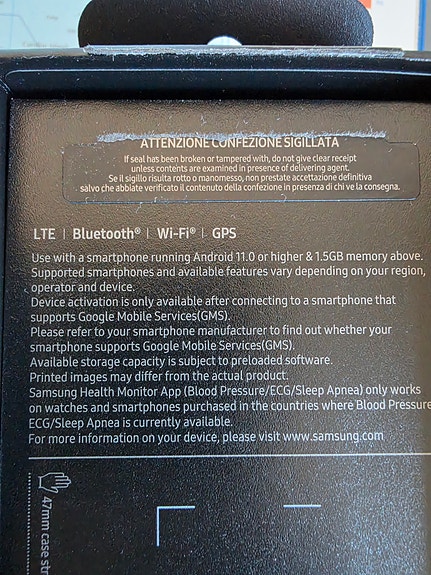 ATTENZIONE CONFEZIONE SIGILLATA
If seal has been broken or tampered with, do not give clear receipt
unless contents are examined in presence of delivering agent.
Se il sigillo risulta rotto o manomesso, non prestate accettazione definitiva
salvo che abbiate verificato il contenuto della confezione in presenza di chi ve la consegna.
LTE | Bluetooth® | Wi-Fi® | GPS
Use with a smartphone running Android 11.0 or higher & 1.5GB memory above.
Supported smartphones and available features vary depending on your region,
operator and device.
Device activation is only available after connecting to a smartphone that
supports Google Mobile Services(GMS).
Please refer to your smartphone manufacturer to find out whether your
smartphone supports Google Mobile Services(GMS).
Available storage capacity is subject to preloaded software.
Printed images may differ from the actual product.
Samsung Health Monitor App (Blood Pressure/ECG/Sleep Apnea) only works
on watches and smartphones purchased in the countries where Blood Pressure
ECG/Sleep Apnea is currently available.
For more information on your device, please visit www.samsung.com
47mm case str